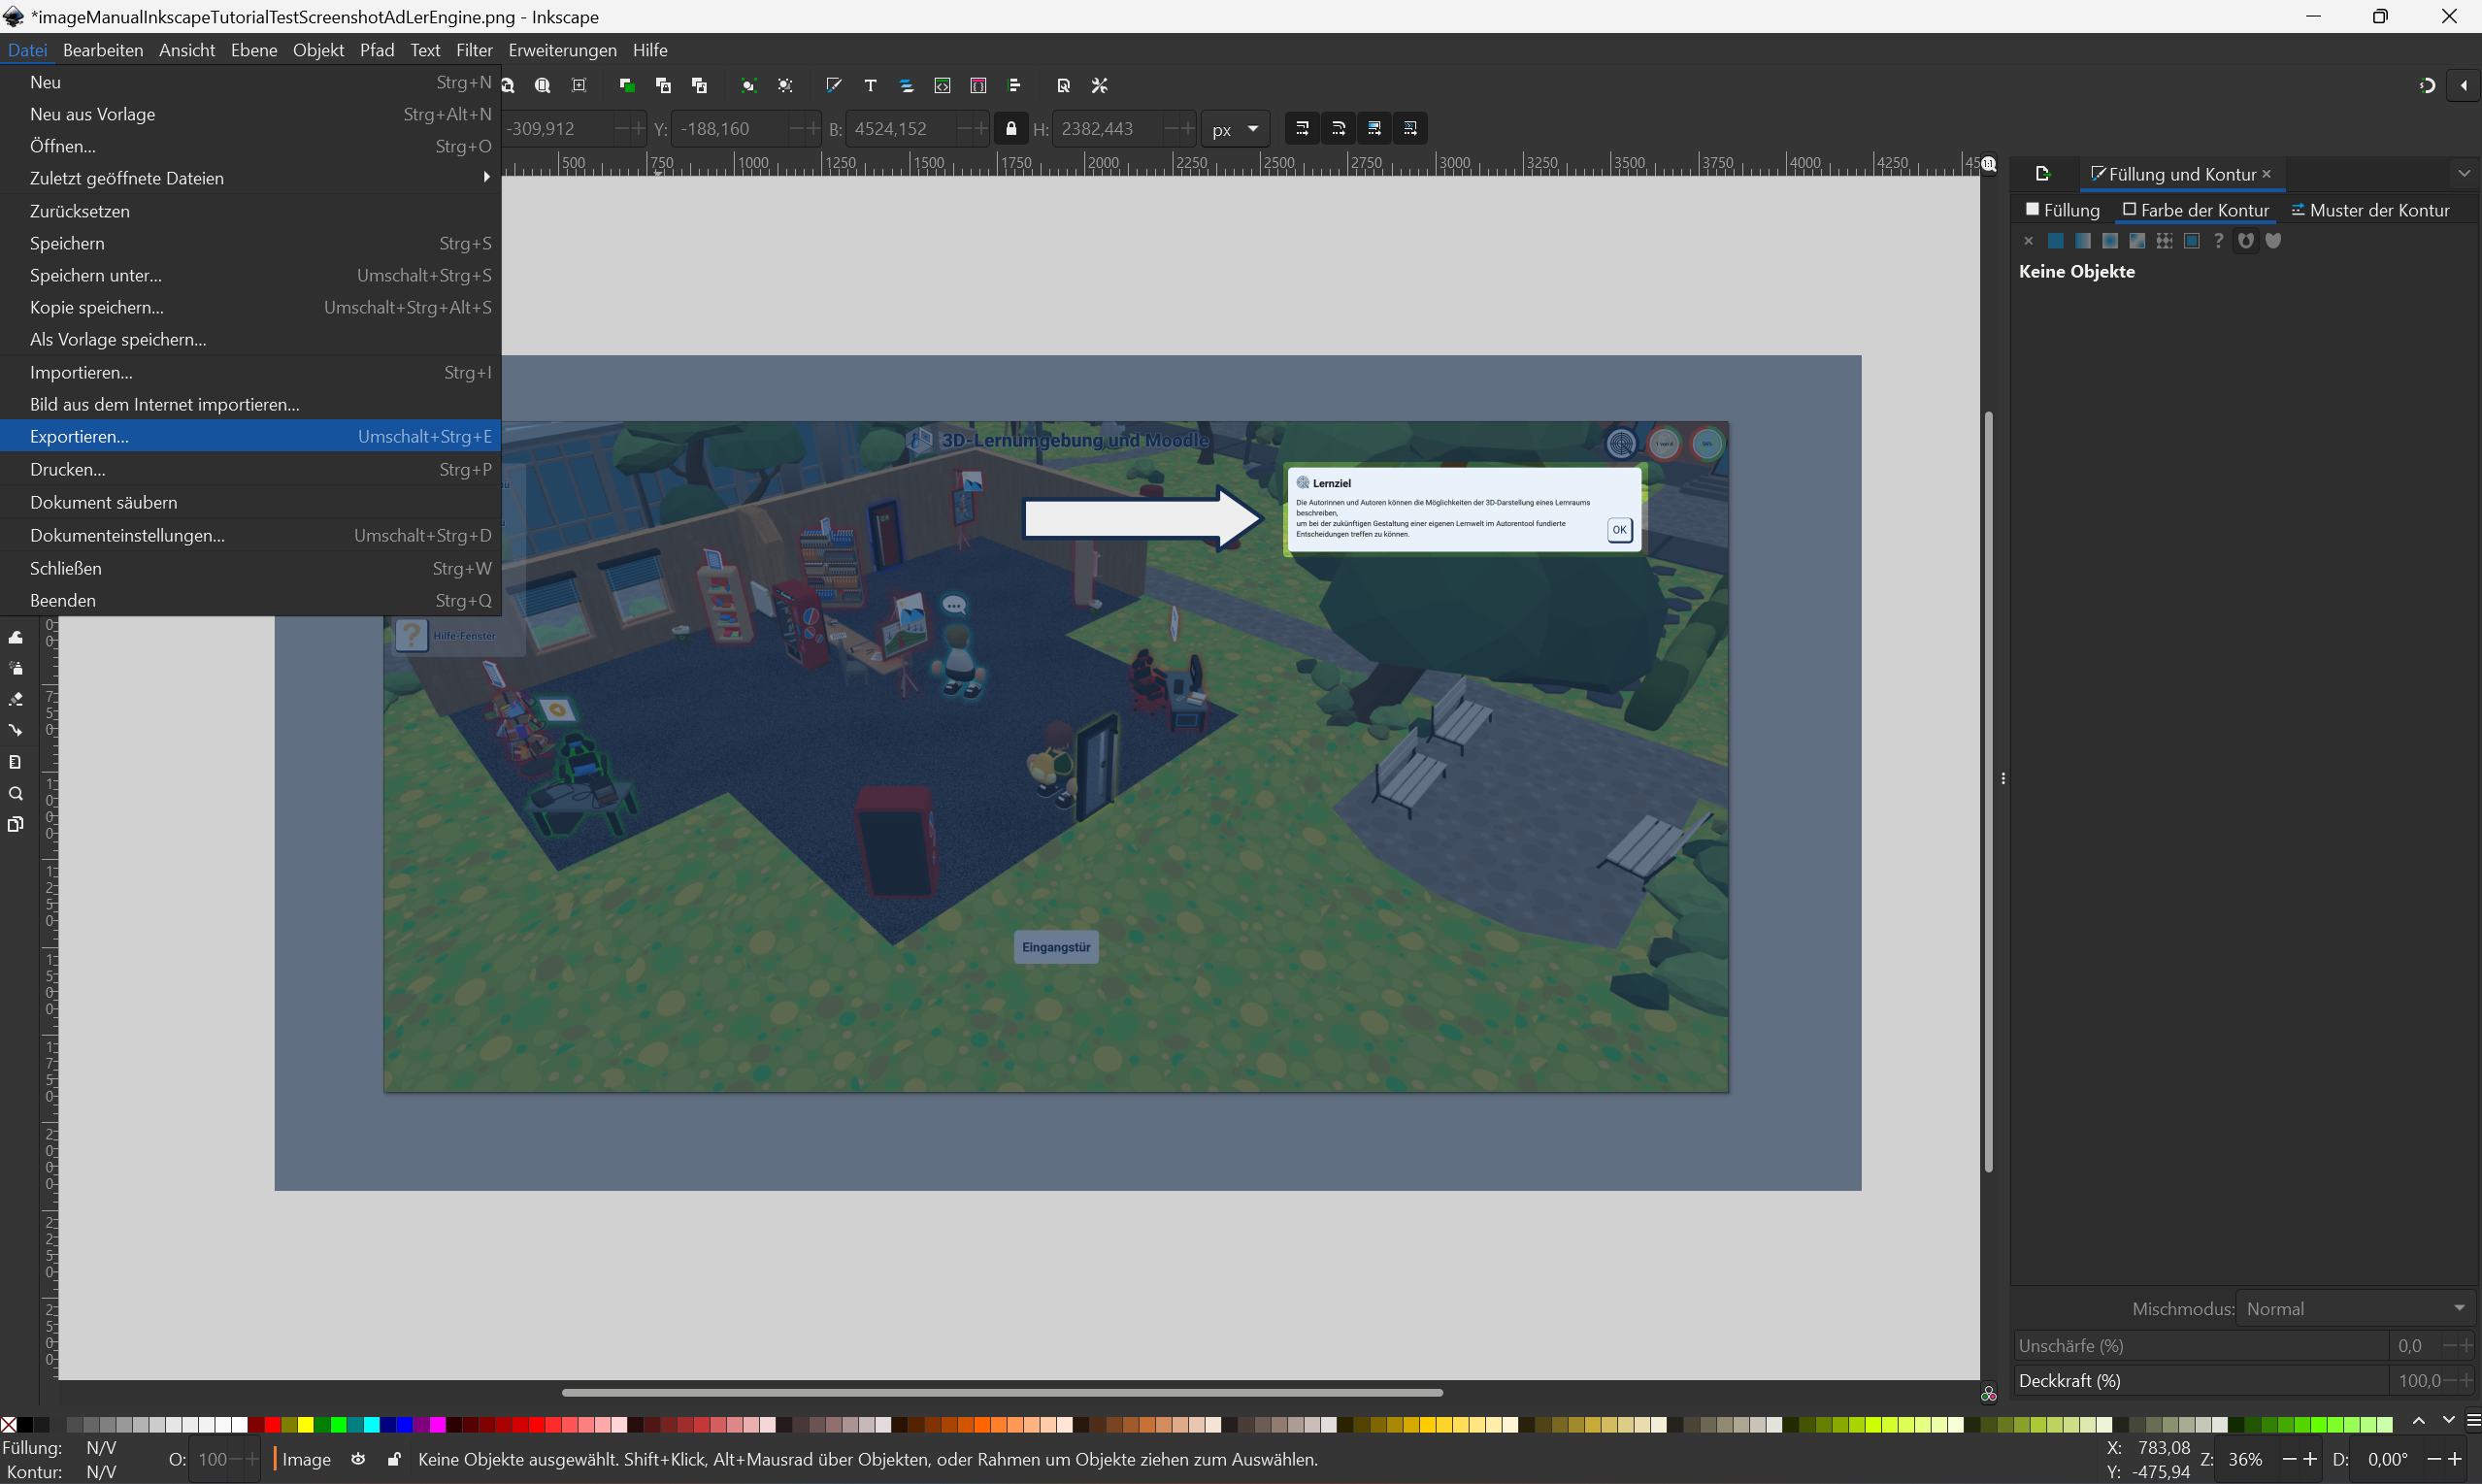 *imageManualInkscapeTutorialTestScreenshotAdLerEngine.png - Inkscape
Datei Bearbeiten Ansicht Ebene Objekt Pfad Text Filter Erweiterungen Hilfe
Neu Strg+N
Neu aus Vorlage Strg+Alt+N
Öffnen... Strg+O
Zuletzt geöffnete Dateien
Zurücksetzen
Speichern Strg+S
Speichern unter... Umschalt+Strg+S
Kopie speichern... Umschalt+Strg+Alt+S
Als Vorlage speichern...
Importieren... Strg+I
Bild aus dem Internet importieren...
Exportieren... Umschalt+Strg+E
Drucken... Strg+P
Dokument säubern
Dokumenteinstellungen... Umschalt+Strg+D
Schließen Strg+W
Beenden Strg+Q
-309,912 Y: -188,160 B: 4524,152 H: 2382,443 px
500 750 1000 1250 1500 1750 2000 2250 2500 2750 3000 3250 3500 3750 4000 4250 45
Füllung und Kontur
Füllung Farbe der Kontur Muster der Kontur
Keine Objekte
3D-Lernumgebung und Moodle
Lernziel
Die Autorinnen und Autoren können die Möglichkeiten der 3D-Darstellung eines Lernraums
beschreiben,
um bei der zukünftigen Gestaltung einer eigenen Lernwelt im Autorentool fundierte
Entscheidungen treffen zu können.
OK
Hilfe-Fenster
Eingangstür
Mischmodus: Normal
Unschärfe (%) 0,0
Deckkraft (%) 100,0
Füllung: N/V
Kontur: N/V
O: 100
Image
Keine Objekte ausgewählt. Shift+Klick, Alt+Mausrad über Objekten, oder Rahmen um Objekte ziehen zum Auswählen.
X: 783,08
Y: -475,94
Z: 36%
D: 0,00°